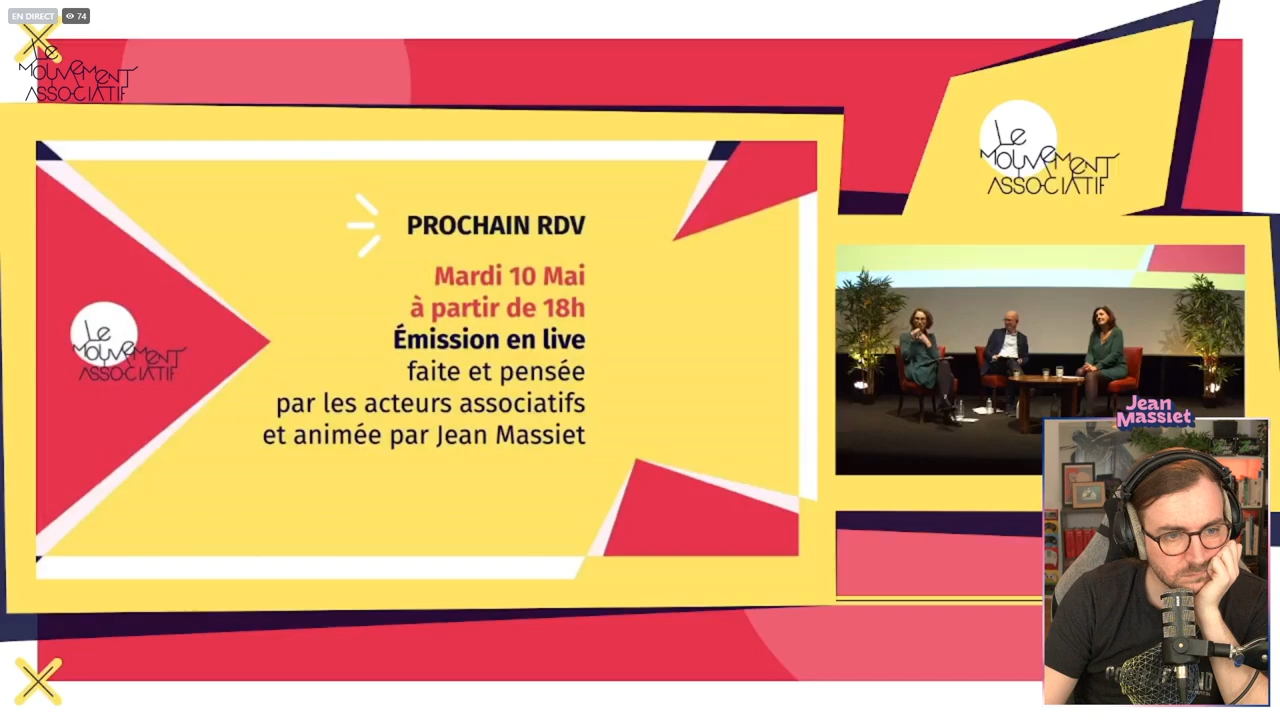 EN DIRECT 74
Le
MOUVEMENT
ASSOCIATIF
Le
MOUVEMENT
ASSOCIATIF
PROCHAIN RDV
Mardi 10 Mai
à partir de 18h
Émission en live
faite et pensée
par les acteurs associatifs
et animée par Jean Massiet
Le
MOUVEMENT
ASSOCIATIF
Jean
Massiet